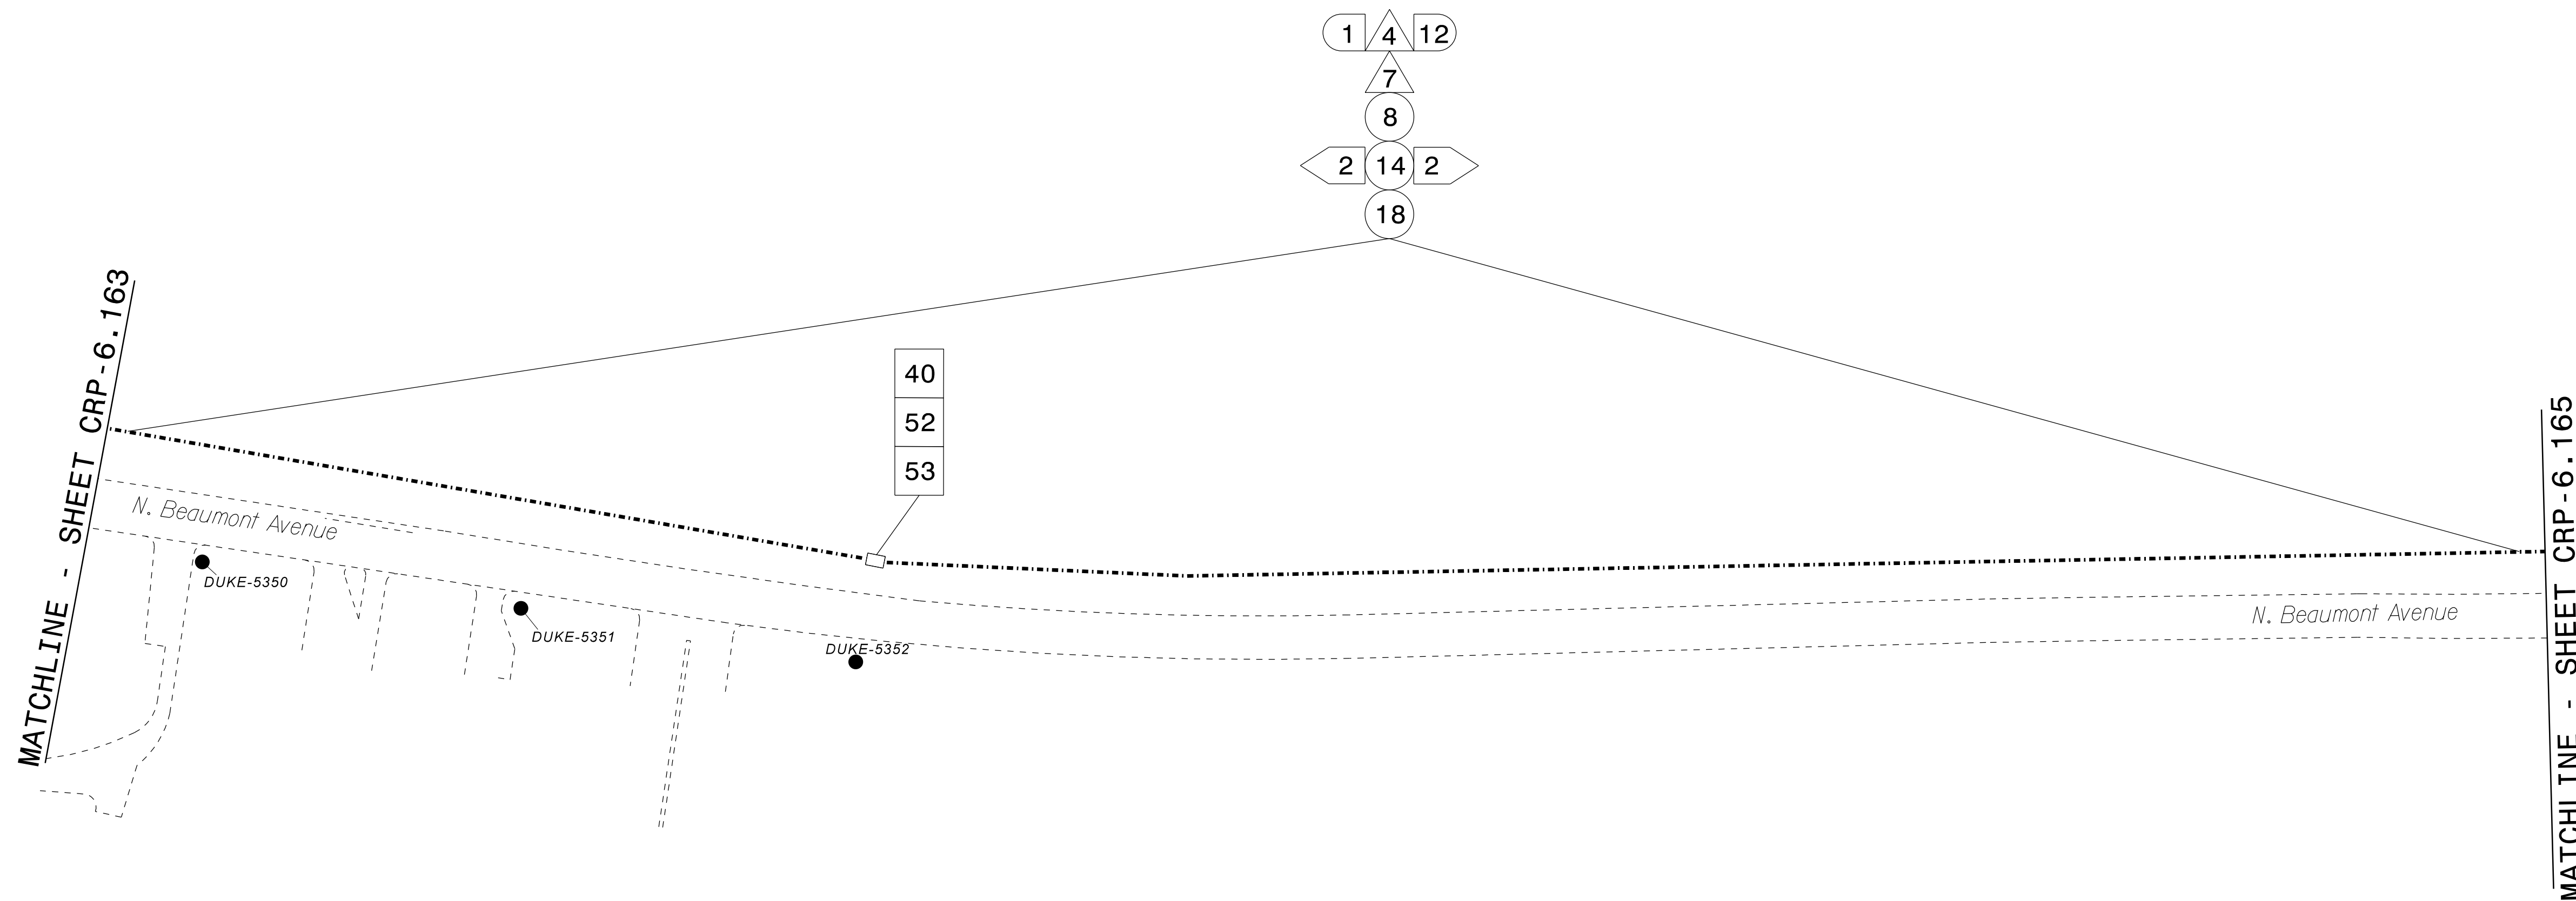 1 4 12
7
8
2 14 2
18
MATCHLINE - SHEET CRP-6.163
40
52
53
N. Beaumont Avenue
DUKE-5350
DUKE-5351
DUKE-5352
N. Beaumont Avenue
MATCHLINE - SHEET CRP-6.165